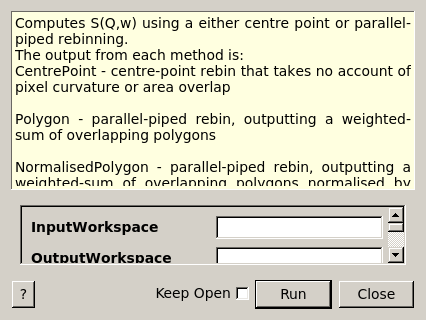 Computes S(Q,w) using a either centre point or parallel-
piped rebinning.
The output from each method is:
CentrePoint - centre-point rebin that takes no account of
pixel curvature or area overlap
Polygon - parallel-piped rebin, outputting a weighted-
sum of overlapping polygons
NormalisedPolygon - parallel-piped rebin, outputting a
weighted-sum of overlapping polygons normalised by
InputWorkspace
OutputWorkspace
? Keep Open Run Close